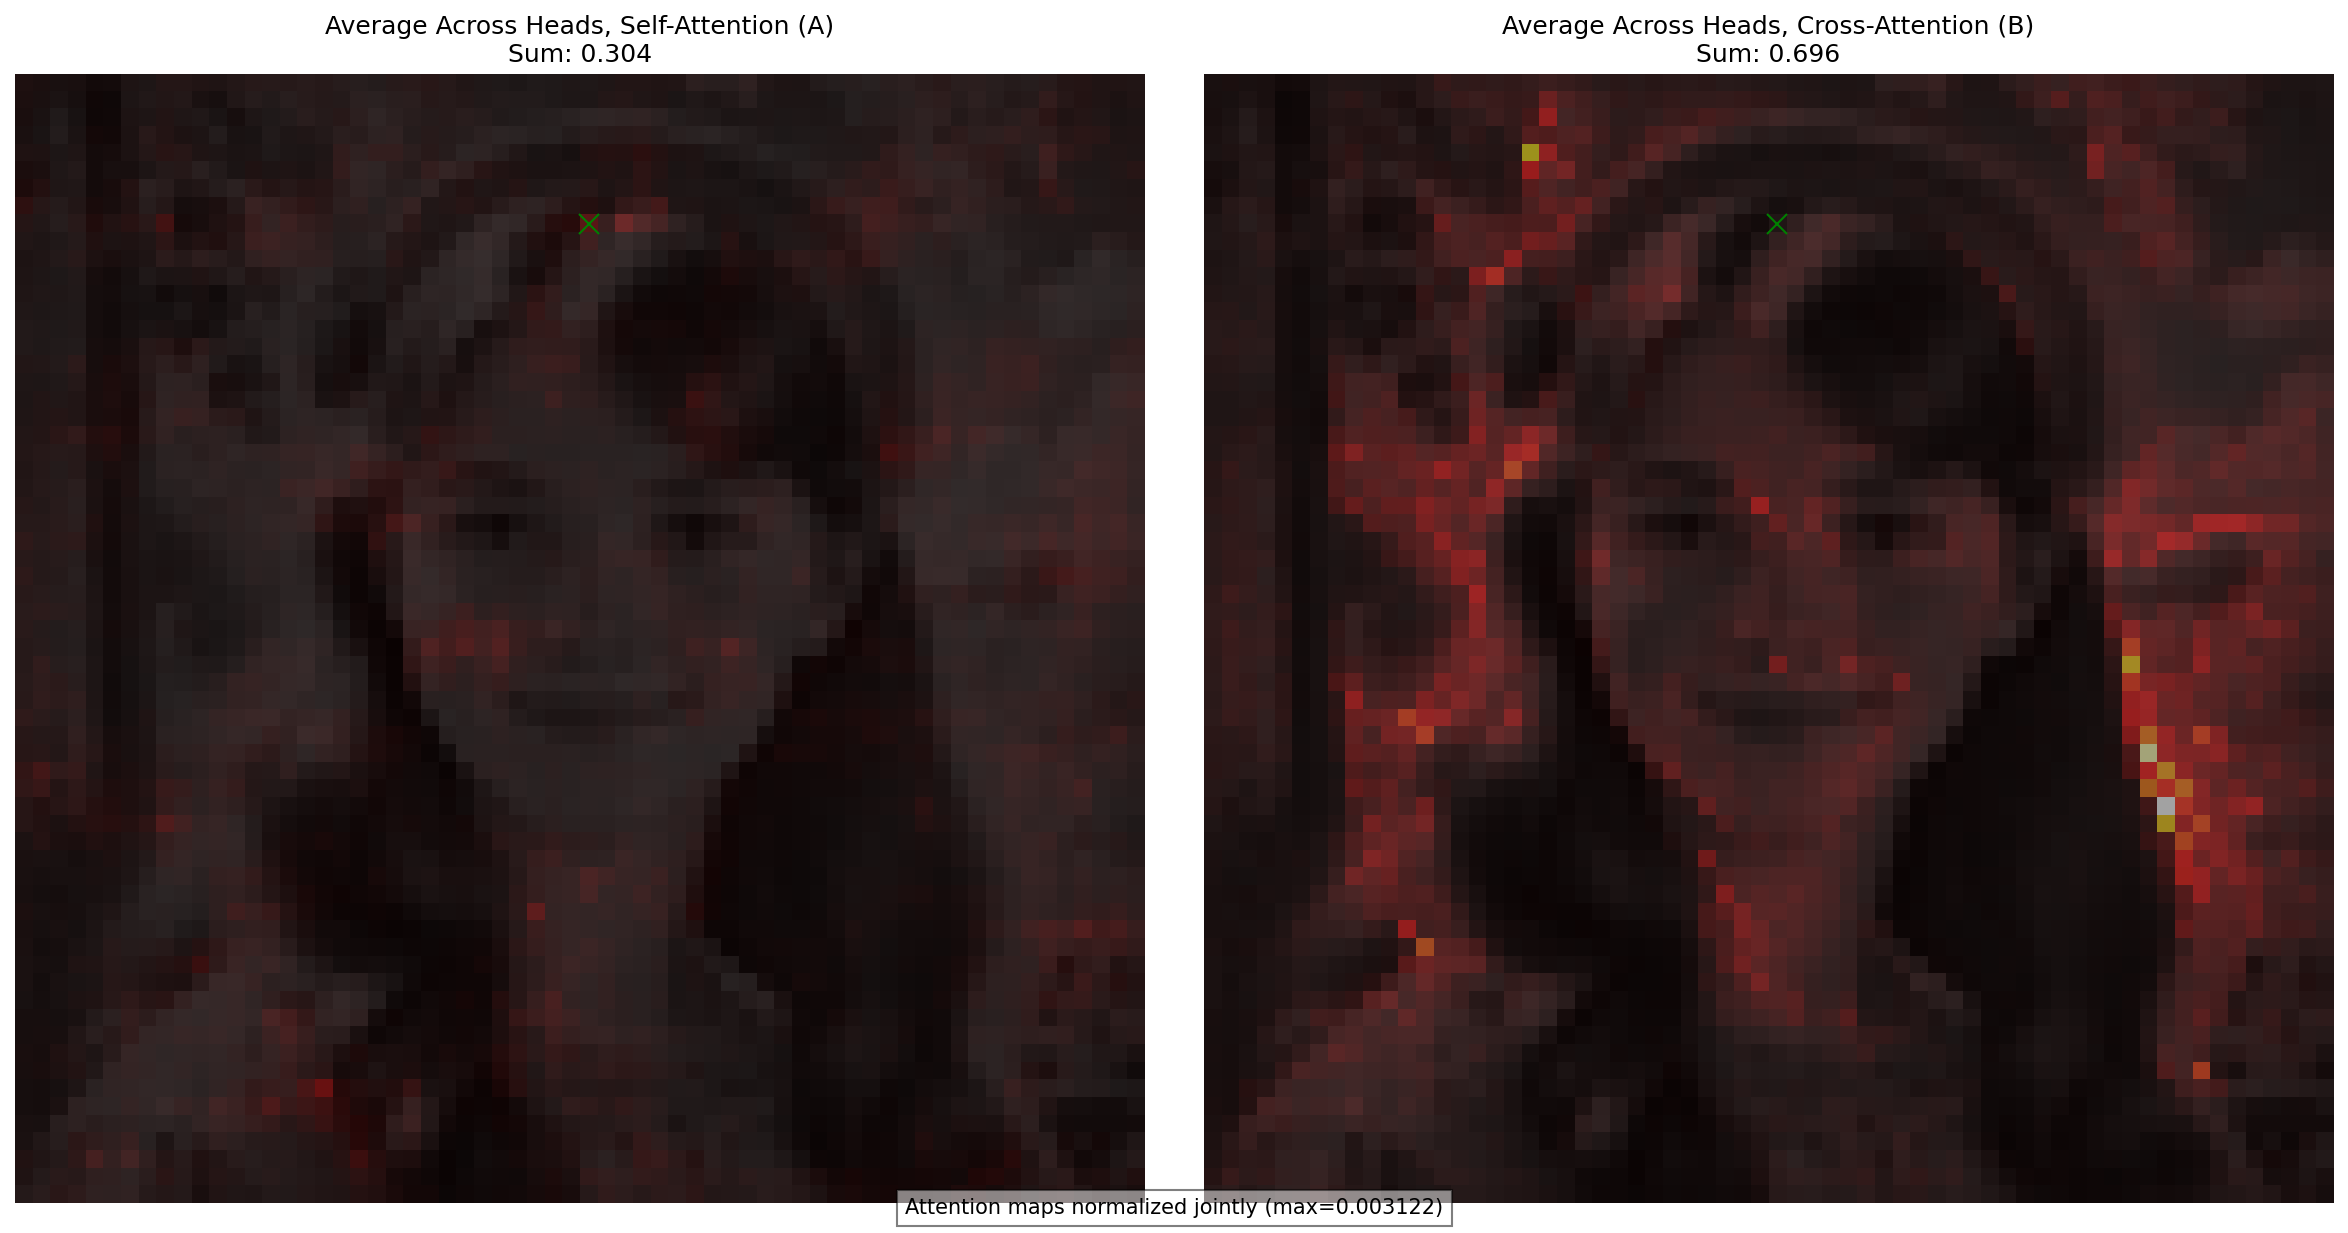 Average Across Heads, Self-Attention (A)
Sum: 0.304
Average Across Heads, Cross-Attention (B)
Sum: 0.696
Attention maps normalized jointly (max=0.003122)